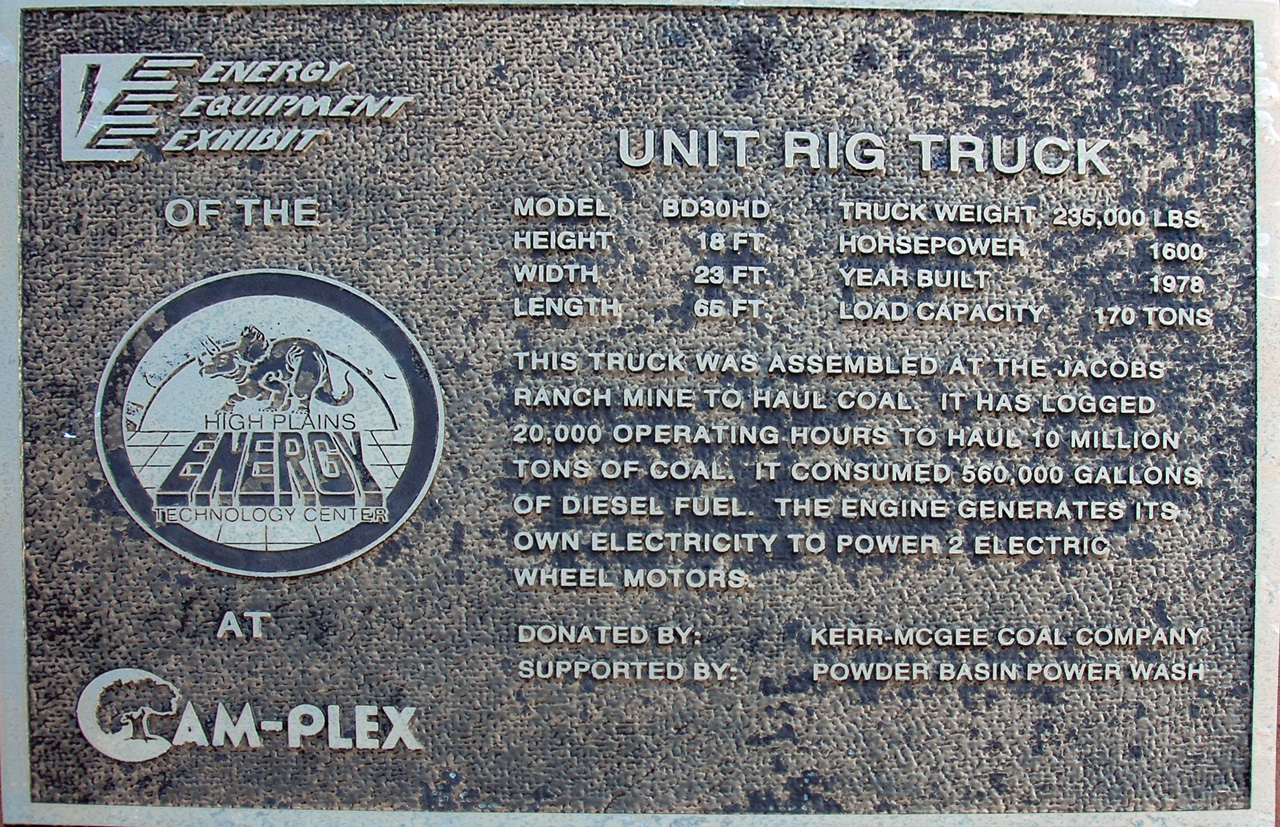 ENERGY
EQUIPMENT
EXHIBIT
OF THE
HIGH PLAINS
ENERGY
TECHNOLOGY CENTER
AT
CAM-PLEX
UNIT RIG TRUCK
MODEL BD30HD TRUCK WEIGHT 235,000 LBS.
HEIGHT 18 FT. HORSEPOWER 1600
WIDTH 23 FT. YEAR BUILT 1978
LENGTH 65 FT. LOAD CAPACITY 170 TONS
THIS TRUCK WAS ASSEMBLED AT THE JACOBS
RANCH MINE TO HAUL COAL. IT HAS LOGGED
20,000 OPERATING HOURS TO HAUL 10 MILLION
TONS OF COAL. IT CONSUMED 560,000 GALLONS
OF DIESEL FUEL. THE ENGINE GENERATES ITS
OWN ELECTRICITY TO POWER 2 ELECTRIC
WHEEL MOTORS.
DONATED BY: KERR-MCGEE COAL COMPANY
SUPPORTED BY: POWDER BASIN POWER WASH